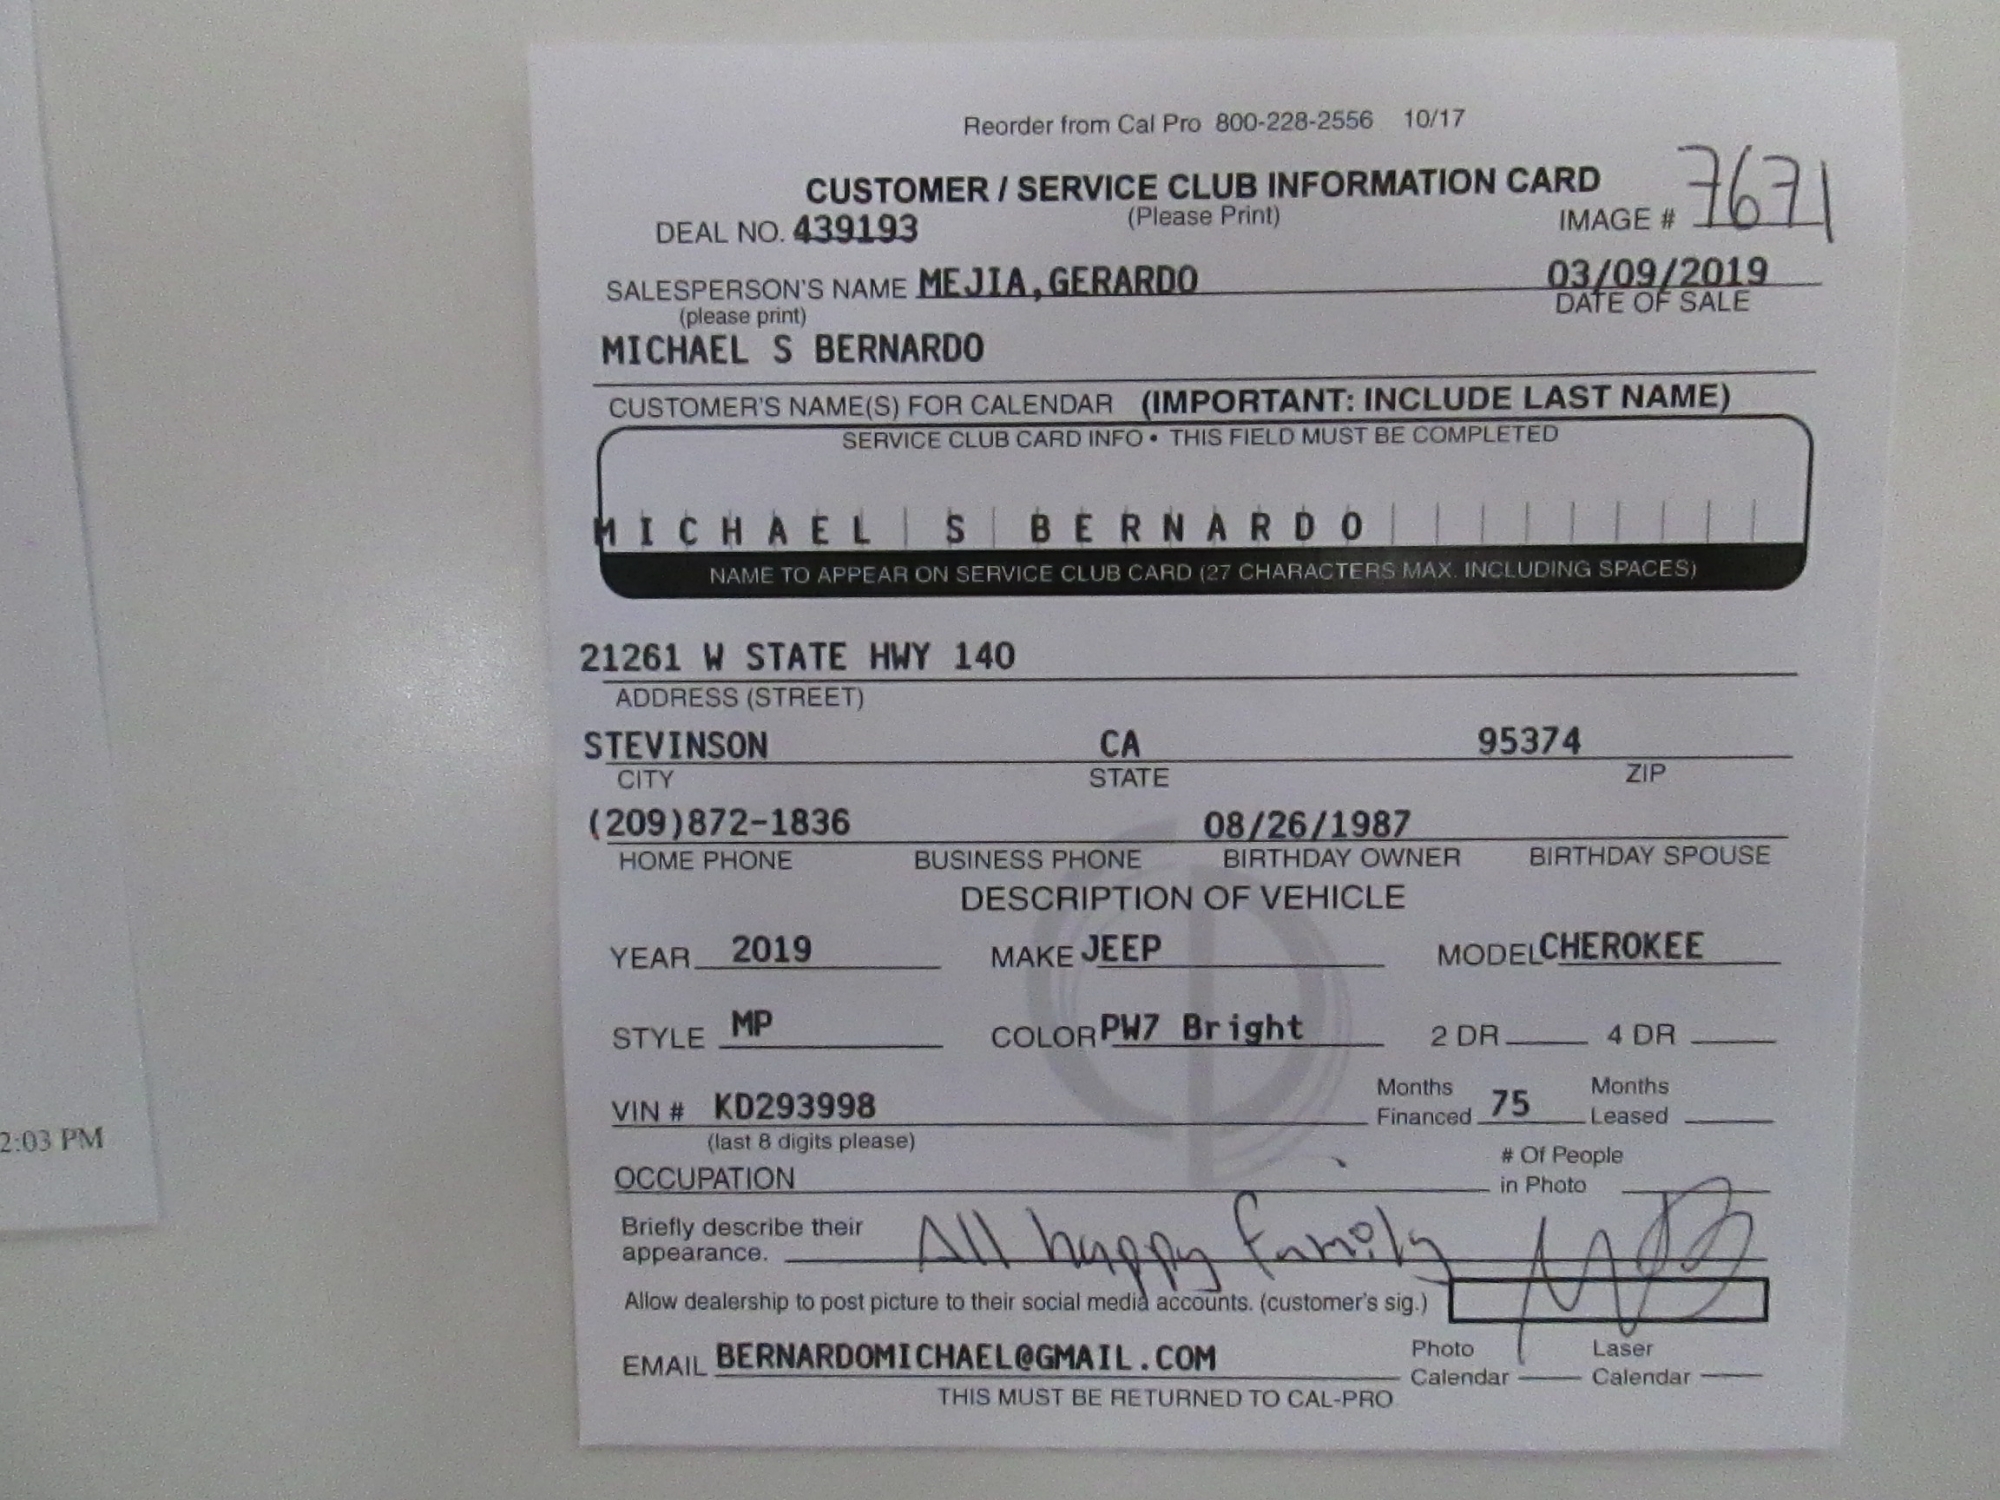 Reorder from Cal Pro 800-228-2556 10/17
CUSTOMER / SERVICE CLUB INFORMATION CARD
(Please Print)
DEAL NO. 439193
IMAGE # 7671
SALESPERSON'S NAME MEJIA,GERARDO 03/09/2019
(please print) DATE OF SALE
MICHAEL S BERNARDO
CUSTOMER'S NAME(S) FOR CALENDAR (IMPORTANT: INCLUDE LAST NAME)
SERVICE CLUB CARD INFO • THIS FIELD MUST BE COMPLETED
MICHAEL S BERNARDO
NAME TO APPEAR ON SERVICE CLUB CARD (27 CHARACTERS MAX. INCLUDING SPACES)
21261 W STATE HWY 140
ADDRESS (STREET)
STEVINSON CA 95374
CITY STATE ZIP
(209)872-1836 08/26/1987
HOME PHONE BUSINESS PHONE BIRTHDAY OWNER BIRTHDAY SPOUSE
DESCRIPTION OF VEHICLE
YEAR 2019 MAKE JEEP MODEL CHEROKEE
STYLE MP COLOR PW7 Bright 2 DR 4 DR
VIN # KD293998 Months Financed 75 Months Leased
(last 8 digits please)
OCCUPATION # Of People in Photo
Briefly describe their appearance. All happy family
Allow dealership to post picture to their social media accounts. (customer's sig.)
EMAIL BERNARDOMICHAEL@GMAIL.COM Photo Calendar Laser Calendar
THIS MUST BE RETURNED TO CAL-PRO
2:03 PM